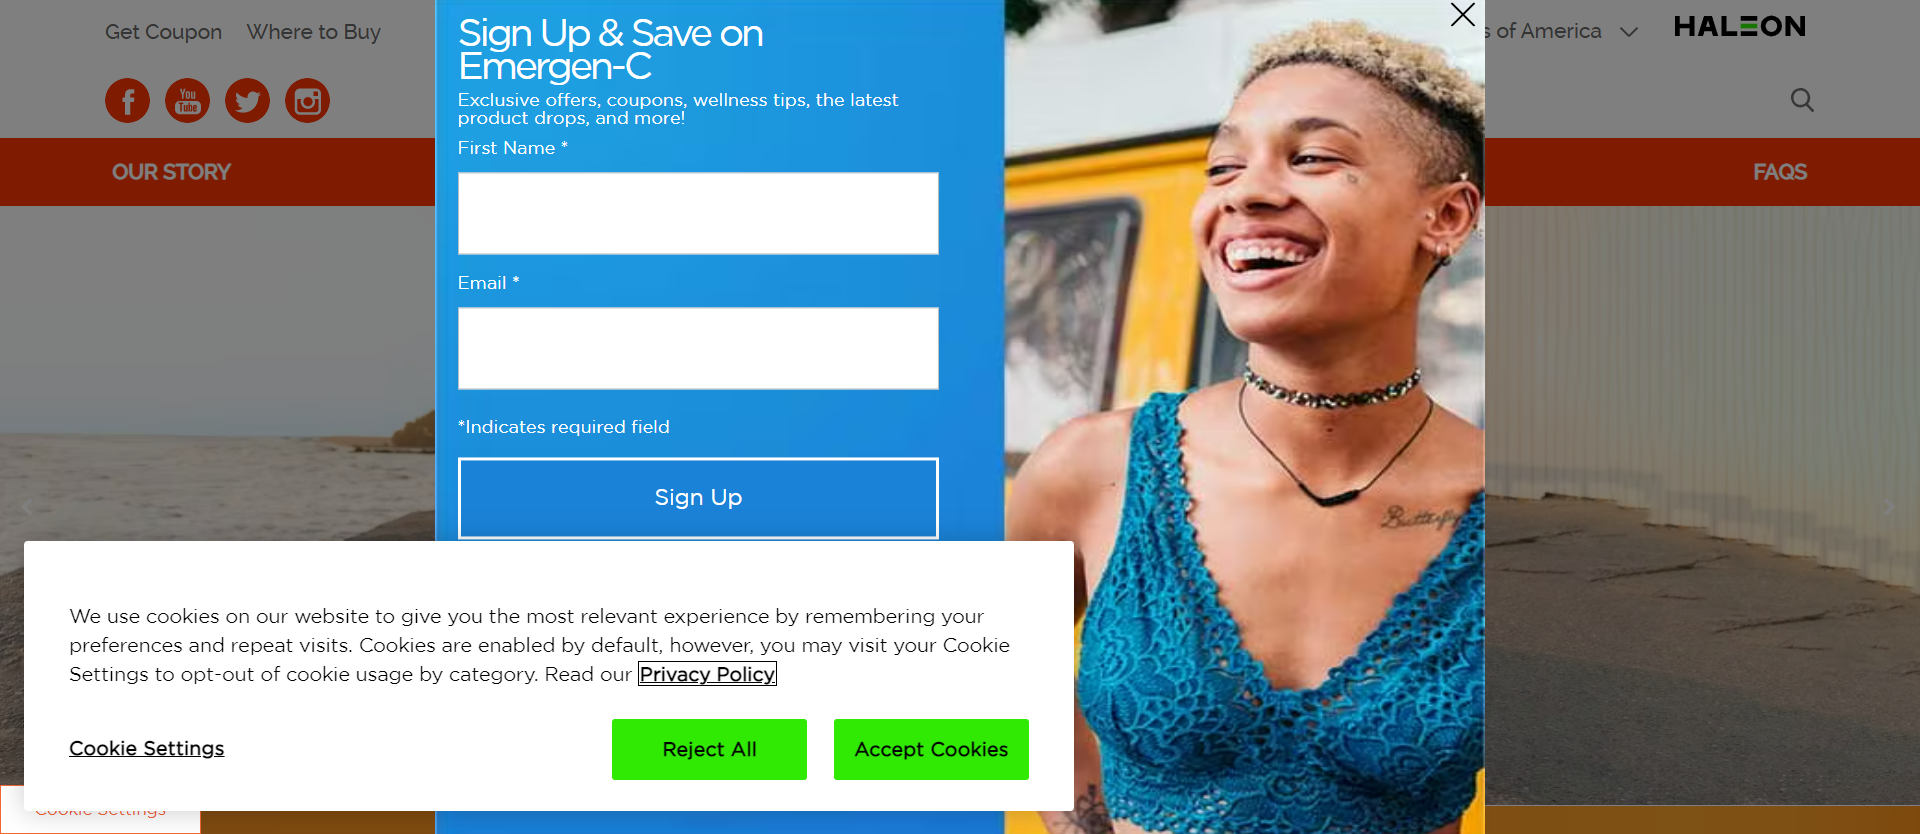 Get Coupon
Where to Buy
s of America
HALEON
You
Tube
OUR STORY
FAQS
Sign Up & Save on
Emergen-C
Exclusive offers, coupons, wellness tips, the latest
product drops, and more!
First Name *
Email *
*Indicates required field
Sign Up
Butterfly
We use cookies on our website to give you the most relevant experience by remembering your
preferences and repeat visits. Cookies are enabled by default, however, you may visit your Cookie
Settings to opt-out of cookie usage by category. Read our Privacy Policy
Cookie Settings
Reject All
Accept Cookies
Cookie Settings